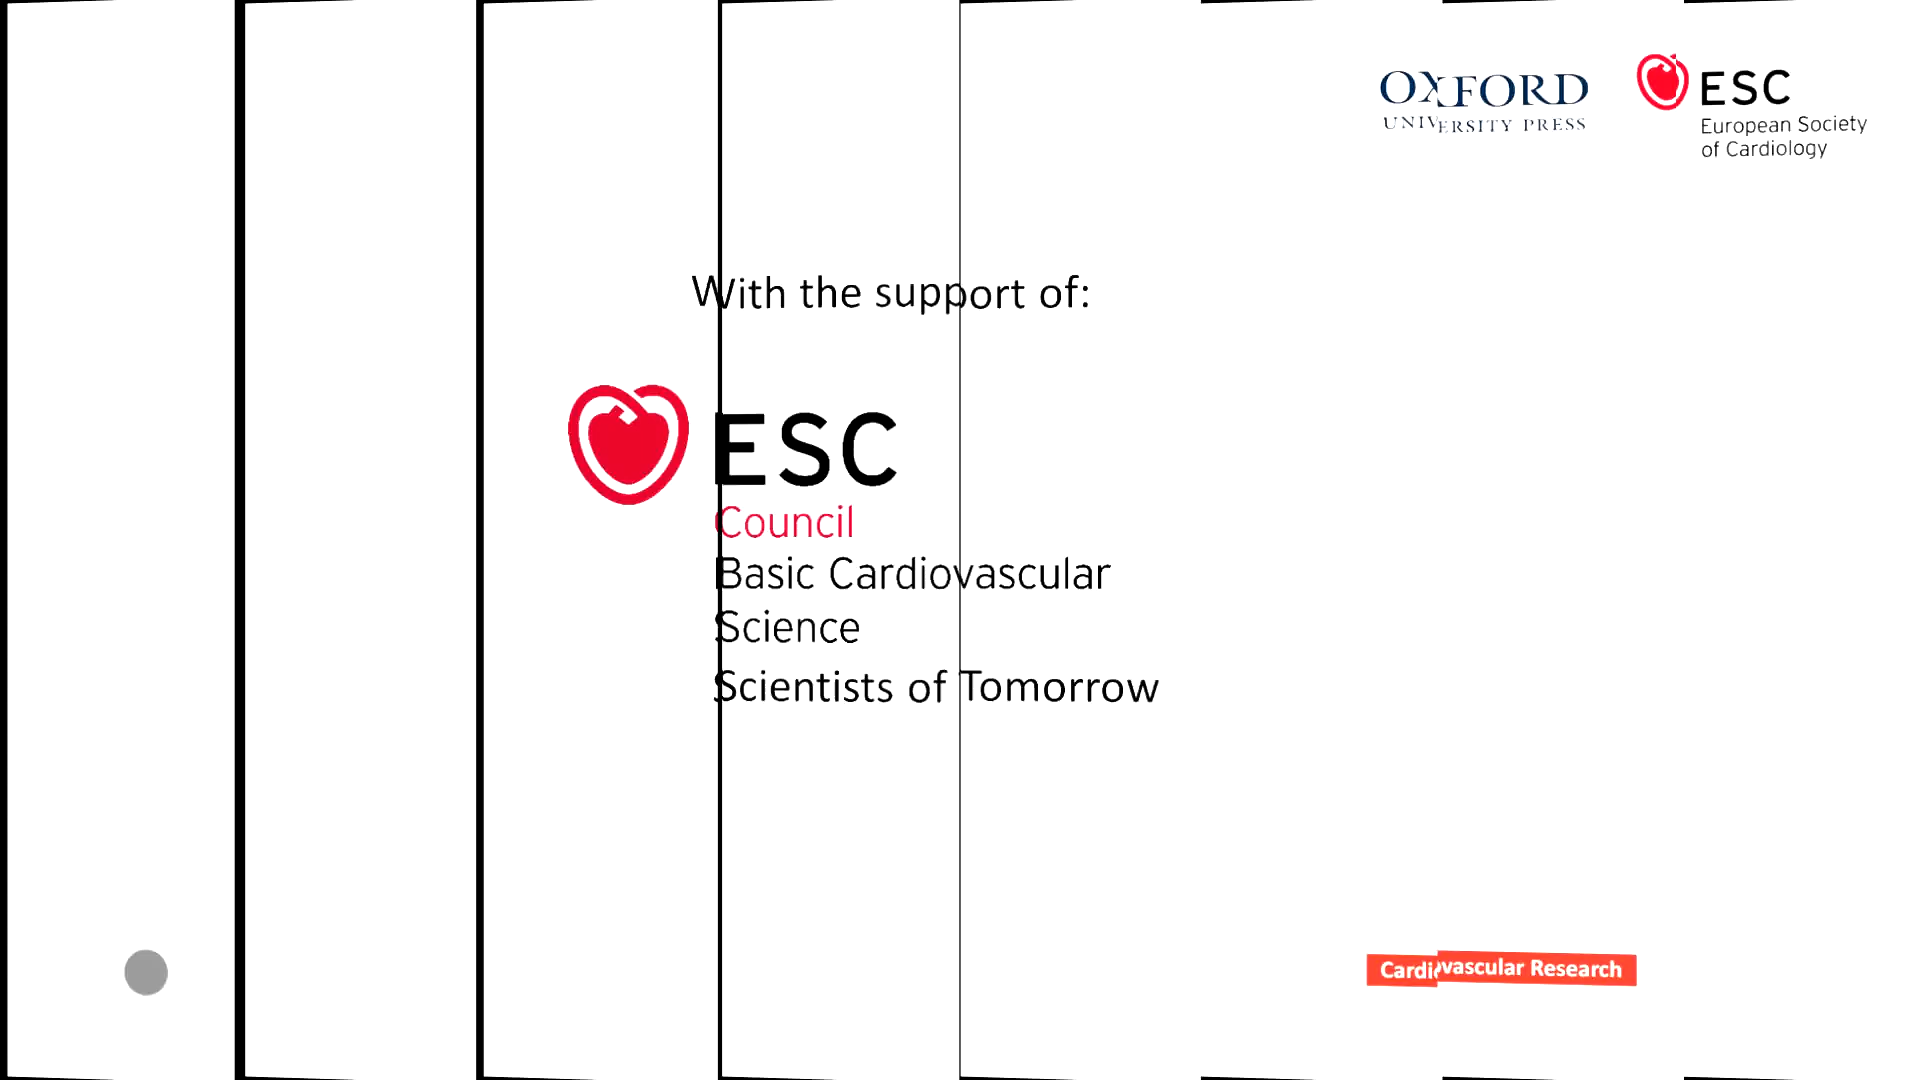 OXFORD
UNIVERSITY PRESS
ESC
European Society
of Cardiology
With the support of:
ESC
Council
Basic Cardiovascular
Science
Scientists of Tomorrow
Cardiovascular Research